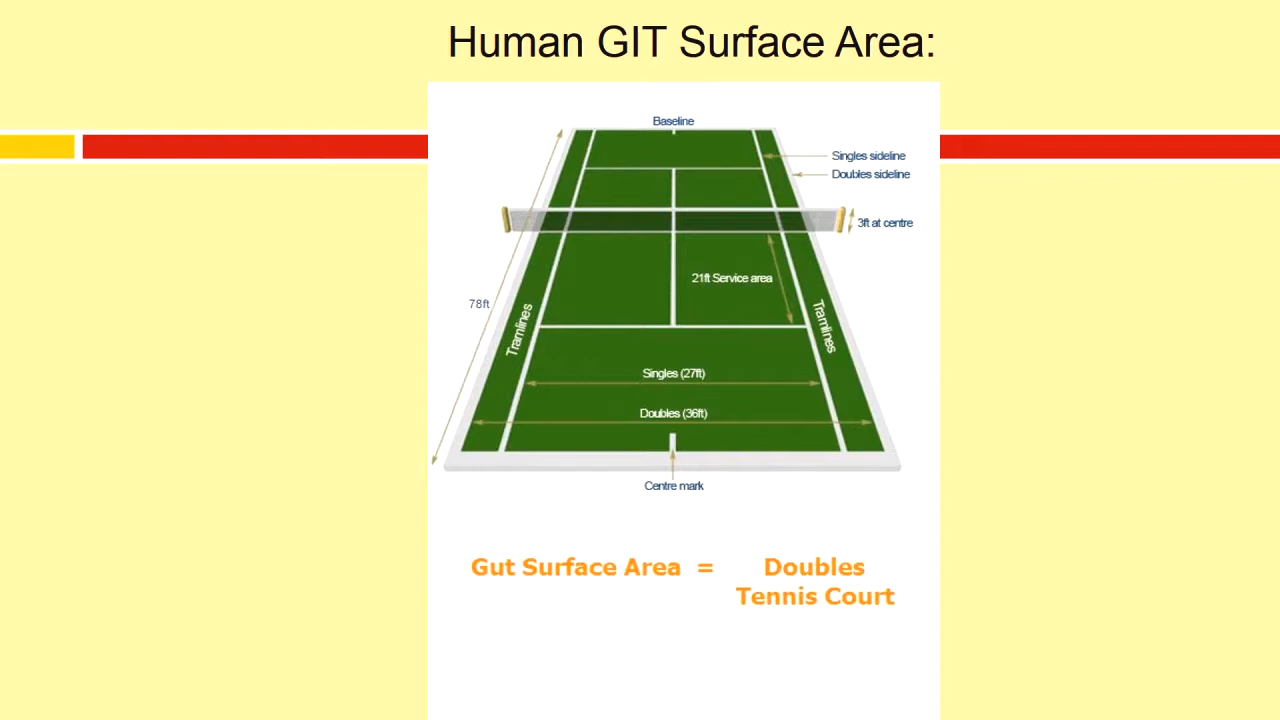 Human GIT Surface Area:
Baseline
Singles sideline
Doubles sideline
3ft at centre
21ft Service area
78ft
Tramlines
Tramlines
Singles (27ft)
Doubles (36ft)
Centre mark
Gut Surface Area = Doubles
Tennis Court